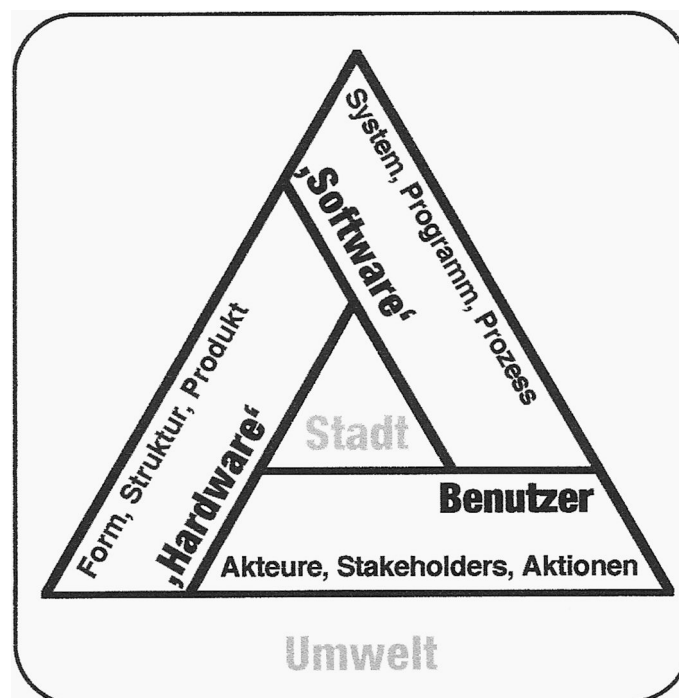 System, Programm, Prozess
‚Software‘
Form, Struktur, Produkt
‚Hardware‘
Stadt
Benutzer
Akteure, Stakeholders, Aktionen
Umwelt